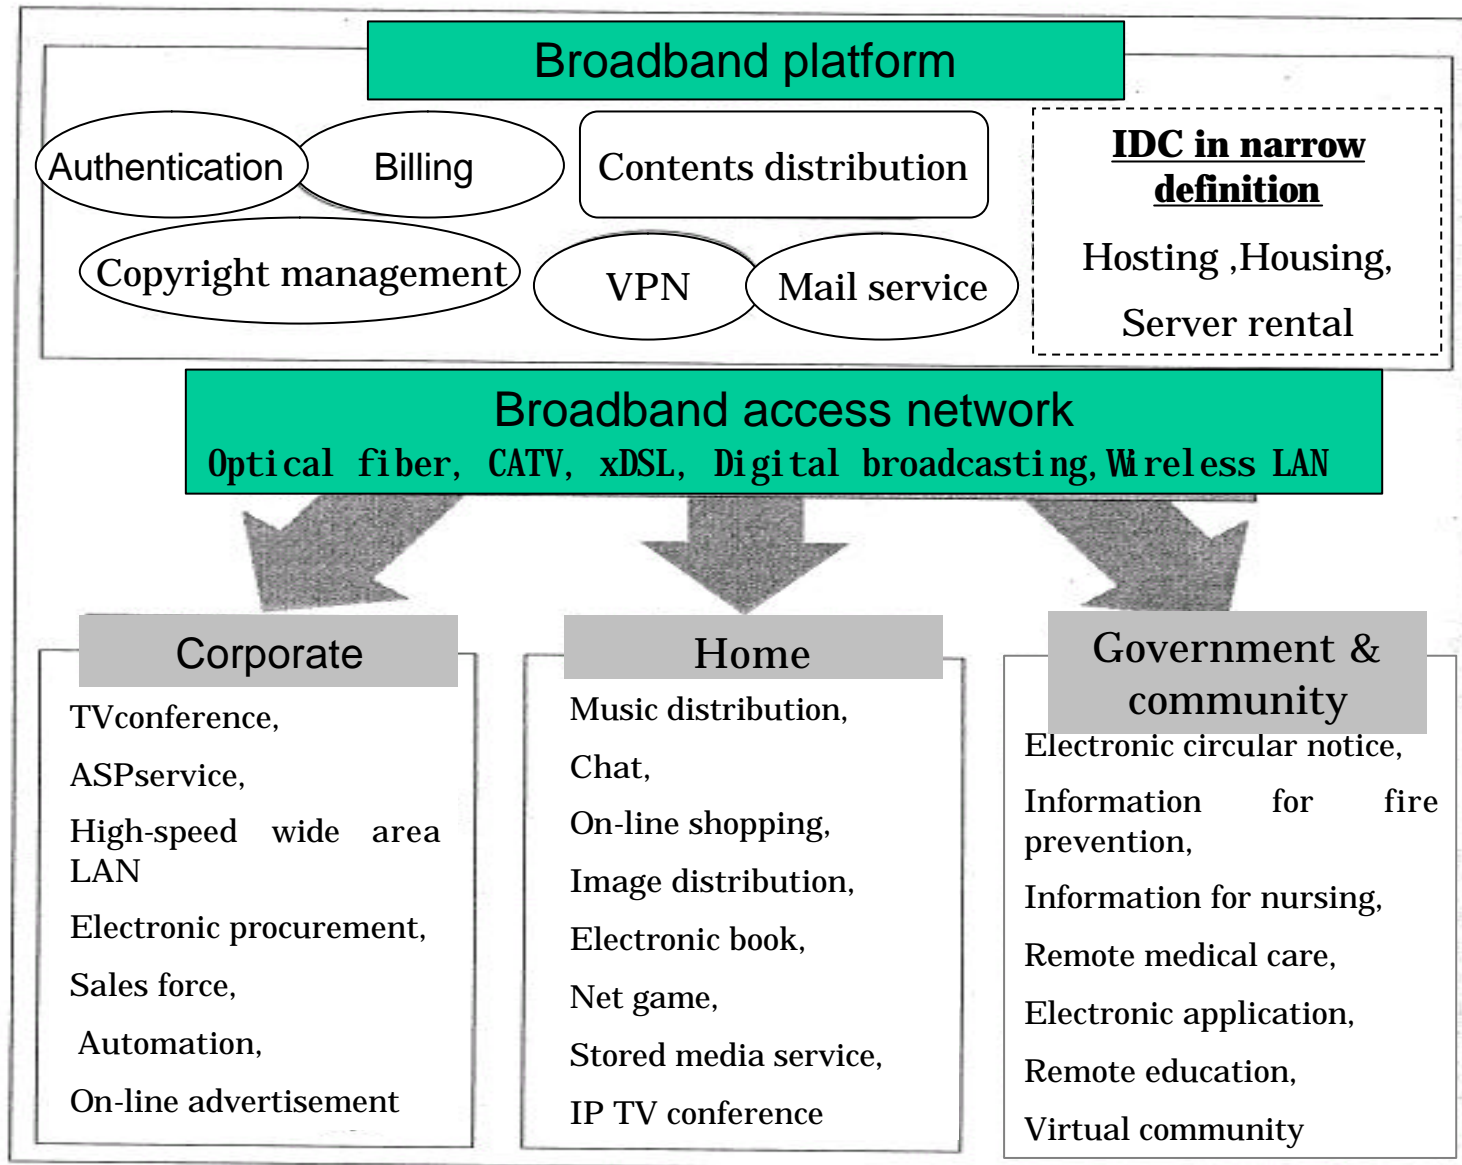 Broadband platform
Authentication
Billing
Contents distribution
Copyright management
VPN
Mail service
IDC in narrow
definition
Hosting ,Housing,
Server rental
Broadband access network
Optical fiber, CATV, xDSL, Digital broadcasting,Wireless LAN
Corporate
TVconference,
ASPservice,
High-speed wide area
LAN
Electronic procurement,
Sales force,
Automation,
On-line advertisement
Home
Music distribution,
Chat,
On-line shopping,
Image distribution,
Electronic book,
Net game,
Stored media service,
IP TV conference
Government &
community
Electronic circular notice,
Information for fire
prevention,
Information for nursing,
Remote medical care,
Electronic application,
Remote education,
Virtual community